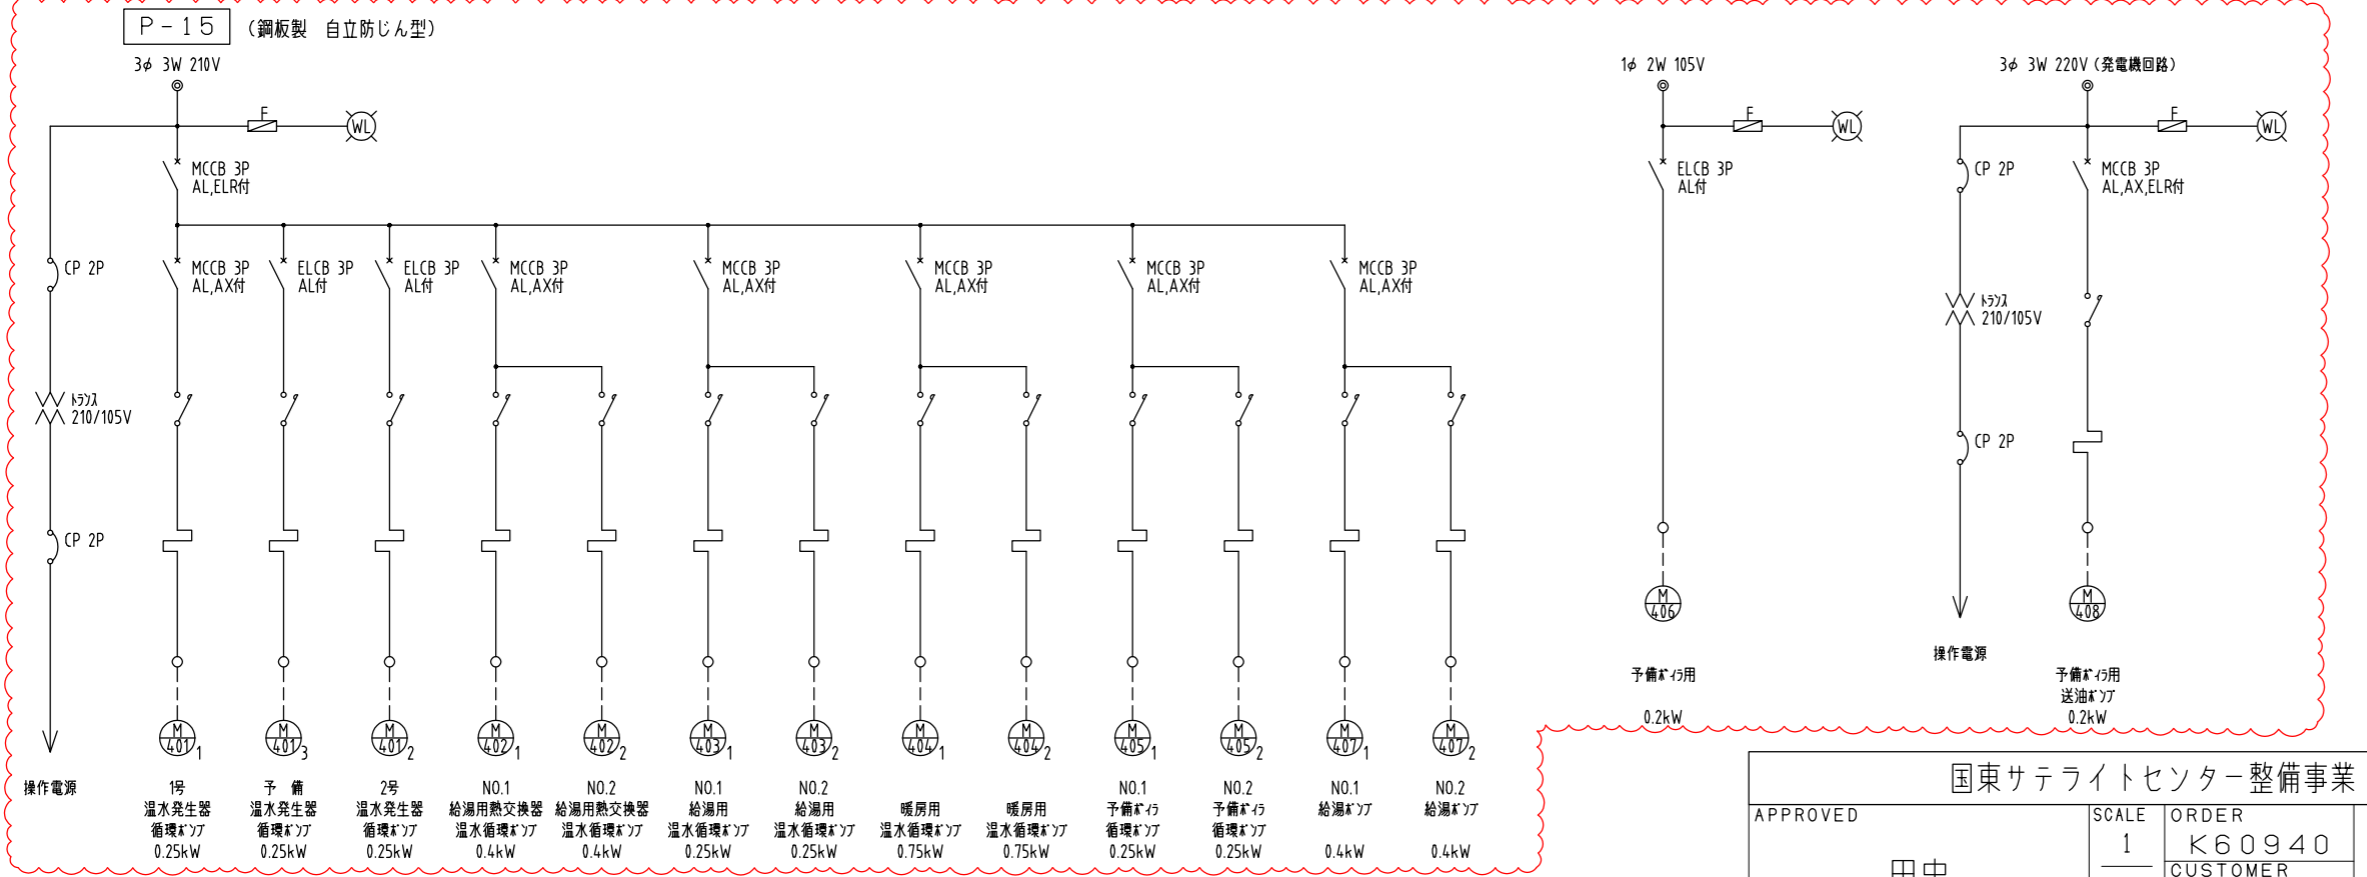 P-15 (鋼板製 自立防じん型)
3φ 3W 210V
F
WL
MCCB 3P
AL,ELR付
CP 2P
MCCB 3P
AL,AX付
ELCB 3P
AL付
ELCB 3P
AL付
MCCB 3P
AL,AX付
MCCB 3P
AL,AX付
MCCB 3P
AL,AX付
MCCB 3P
AL,AX付
MCCB 3P
AL,AX付
トランス
210/105V
CP 2P
操作電源
M
401 1
1号
温水発生器
循環ポンプ
0.25kW
M
401 3
予 備
温水発生器
循環ポンプ
0.25kW
M
401 2
2号
温水発生器
循環ポンプ
0.25kW
M
402 1
NO.1
給湯用熱交換器
温水循環ポンプ
0.4kW
M
402 2
NO.2
給湯用熱交換器
温水循環ポンプ
0.4kW
M
403 1
NO.1
給湯用
温水循環ポンプ
0.25kW
M
403 2
NO.2
給湯用
温水循環ポンプ
0.25kW
M
404 1
暖房用
温水循環ポンプ
0.75kW
M
404 2
暖房用
温水循環ポンプ
0.75kW
M
405 1
NO.1
予備ボイラ
循環ポンプ
0.25kW
M
405 2
NO.2
予備ボイラ
循環ポンプ
0.25kW
M
407 1
NO.1
給湯ポンプ
0.4kW
M
407 2
NO.2
給湯ポンプ
0.4kW
1φ 2W 105V
F
WL
ELCB 3P
AL付
M
406
予備ボイラ用
0.2kW
3φ 3W 220V (発電機回路)
F
WL
CP 2P
MCCB 3P
AL,AX,ELR付
トランス
210/105V
CP 2P
操作電源
M
408
予備ボイラ用
送油ポンプ
0.2kW
国東サテライトセンター整備事業
APPROVED
田中
SCALE
1
ORDER
K60940
CUSTOMER